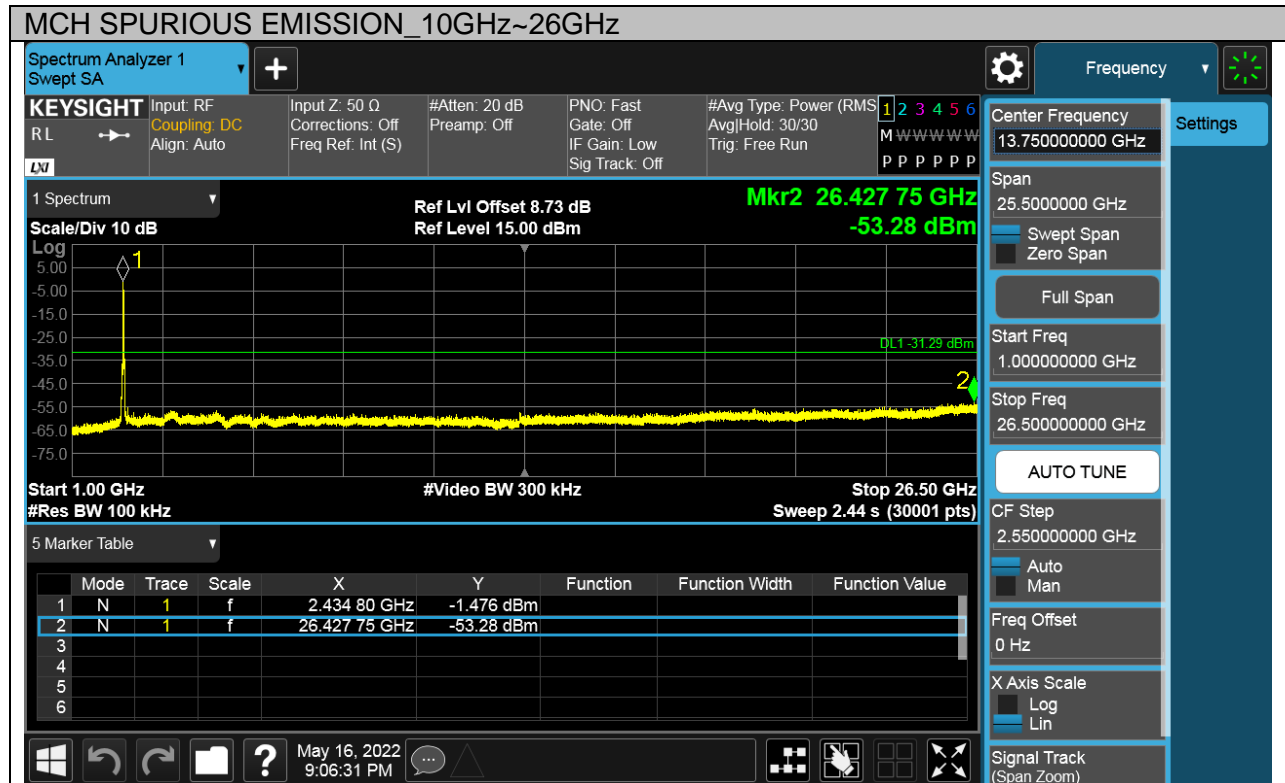 MCH SPURIOUS EMISSION_10GHz~26GHz
Spectrum Analyzer 1
Swept SA
Frequency
KEYSIGHT
R L
LXI
Input: RF
Coupling: DC
Align: Auto
Input Z: 50 Ω
Corrections: Off
Freq Ref: Int (S)
#Atten: 20 dB
Preamp: Off
PNO: Fast
Gate: Off
IF Gain: Low
Sig Track: Off
#Avg Type: Power (RMS
Avg|Hold: 30/30
Trig: Free Run
1 2 3 4 5 6
M W W W W W
P P P P P P
1 Spectrum
Scale/Div 10 dB
Ref Lvl Offset 8.73 dB
Ref Level 15.00 dBm
Mkr2 26.427 75 GHz
-53.28 dBm
Log
5.00
-5.00
-15.0
-25.0
-35.0
-45.0
-55.0
-65.0
-75.0
1
DL1 -31.29 dBm
2
Start 1.00 GHz
#Video BW 300 kHz
Stop 26.50 GHz
#Res BW 100 kHz
Sweep 2.44 s (30001 pts)
5 Marker Table
Mode Trace Scale X Y Function Function Width Function Value
1 N 1 f 2.434 80 GHz -1.476 dBm
2 N 1 f 26.427 75 GHz -53.28 dBm
3
4
5
6
May 16, 2022
9:06:31 PM
Center Frequency
13.750000000 GHz
Settings
Span
25.5000000 GHz
Swept Span
Zero Span
Full Span
Start Freq
1.000000000 GHz
Stop Freq
26.500000000 GHz
AUTO TUNE
CF Step
2.550000000 GHz
Auto
Man
Freq Offset
0 Hz
X Axis Scale
Log
Lin
Signal Track
(Span Zoom)